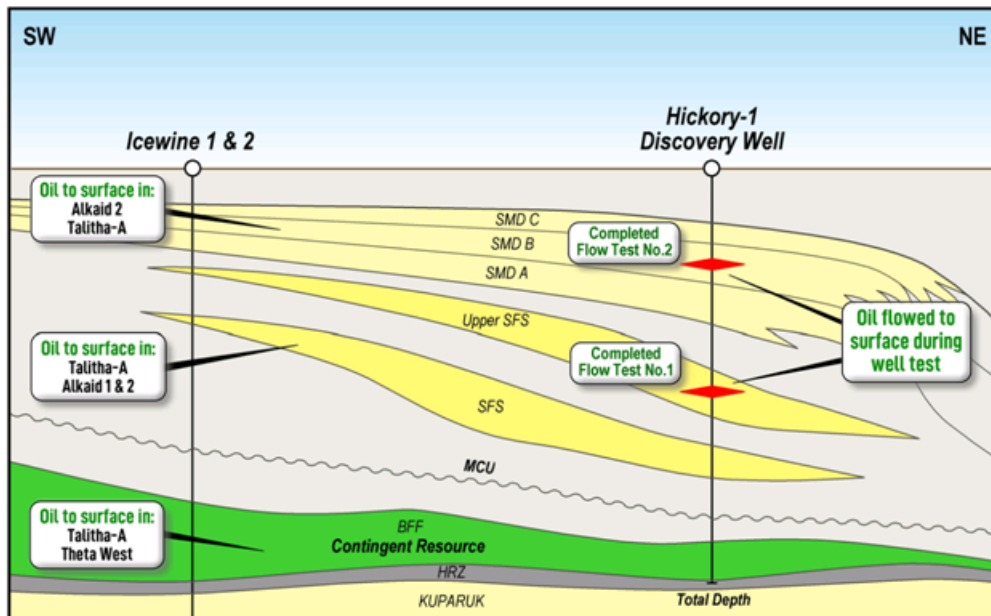 SW
NE
Icewine 1 & 2
Hickory-1
Discovery Well
Oil to surface in:
Alkaid 2
Talitha-A
SMD C
SMD B
SMD A
Completed
Flow Test No.2
Upper SFS
Oil flowed to
surface during
well test
Oil to surface in:
Talitha-A
Alkaid 1 & 2
Completed
Flow Test No.1
SFS
MCU
Oil to surface in:
Talitha-A
Theta West
BFF
Contingent Resource
HRZ
KUPARUK
Total Depth